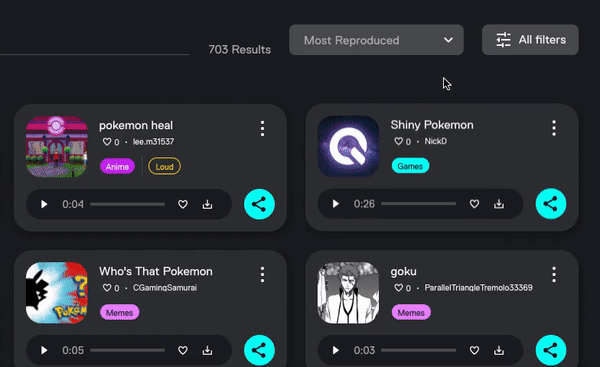 703 Results
Most Reproduced
All filters
pokemon heal
0 · lee.m31537
Anime
Loud
0:04
Shiny Pokemon
0 · NickD
Games
0:26
Who's That Pokemon
0 · CGamingSamurai
Memes
0:05
goku
0 · ParallelTriangleTremolo33369
Memes
0:03